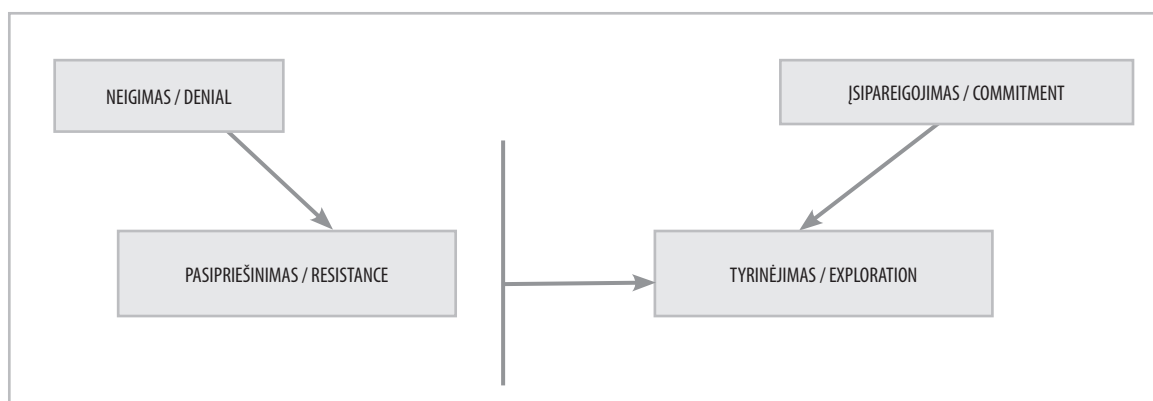 NEIGIMAS / DENIAL
ĮSIPAREIGOJIMAS / COMMITMENT
PASIPRIEŠINIMAS / RESISTANCE
TYRINĖJIMAS / EXPLORATION